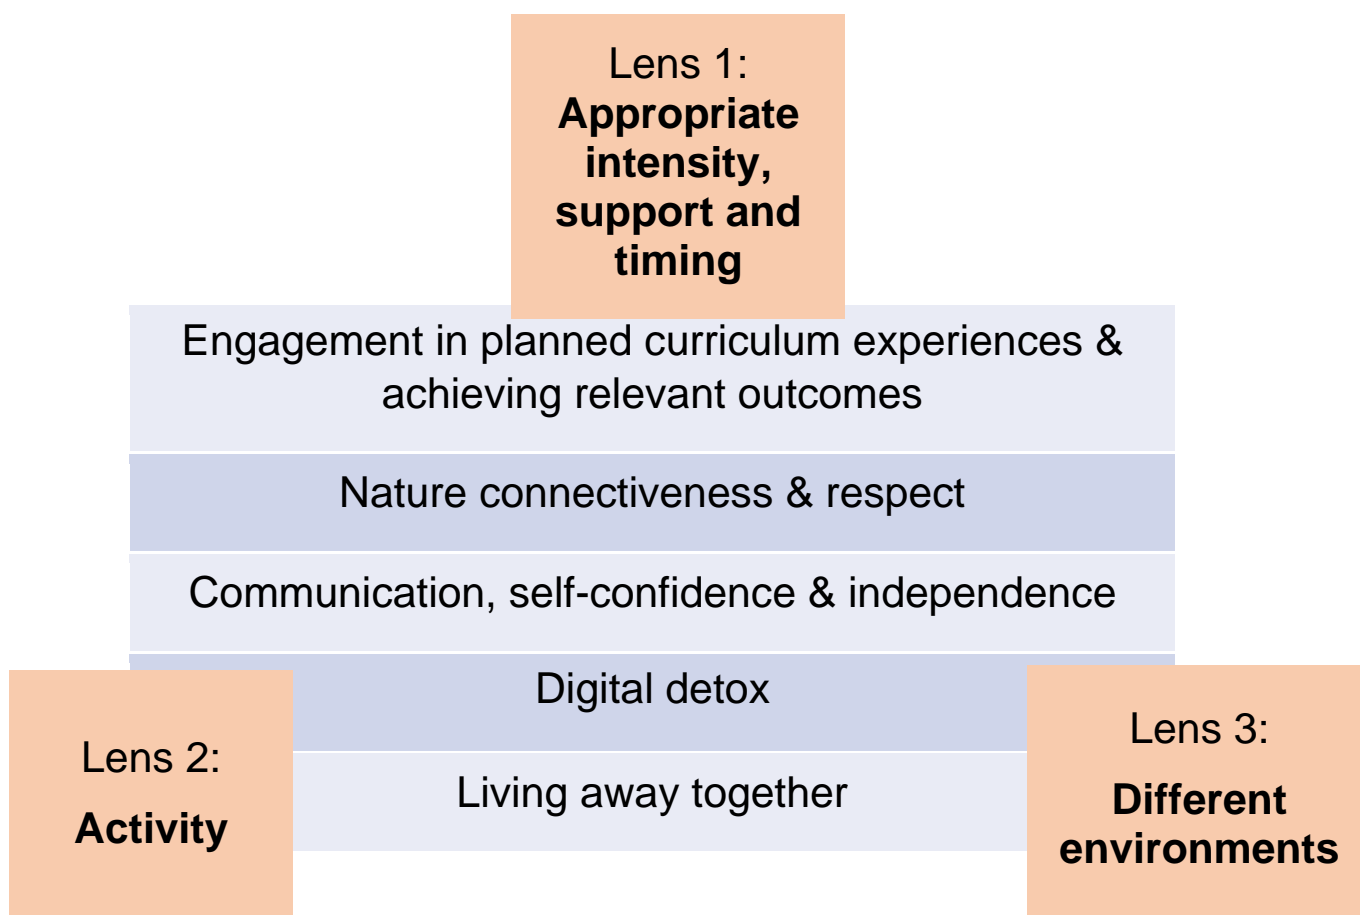 Lens 1:
Appropriate
intensity,
support and
timing
Engagement in planned curriculum experiences &
achieving relevant outcomes
Nature connectiveness & respect
Communication, self-confidence & independence
Digital detox
Living away together
Lens 2:
Activity
Lens 3:
Different
environments